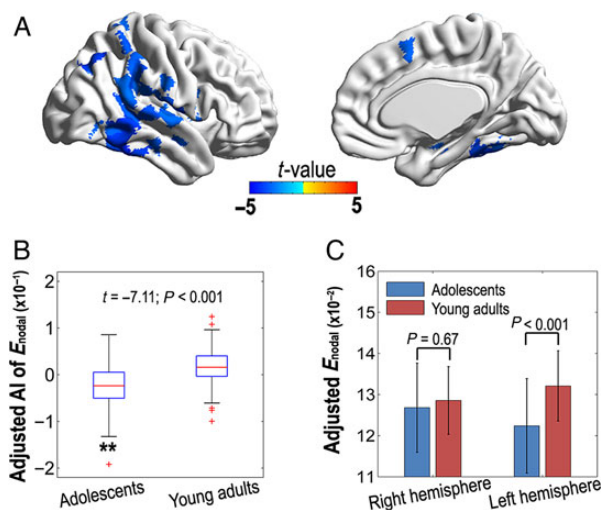 A
t-value
−5
5
B
Adjusted AI of Enodal (x10⁻¹)
2
1
0
−1
−2
t = −7.11; P < 0.001
**
Adolescents
Young adults
C
Adjusted Enodal (x10⁻²)
16
15
14
13
12
11
Adolescents
Young adults
P = 0.67
P < 0.001
Right hemisphere
Left hemisphere